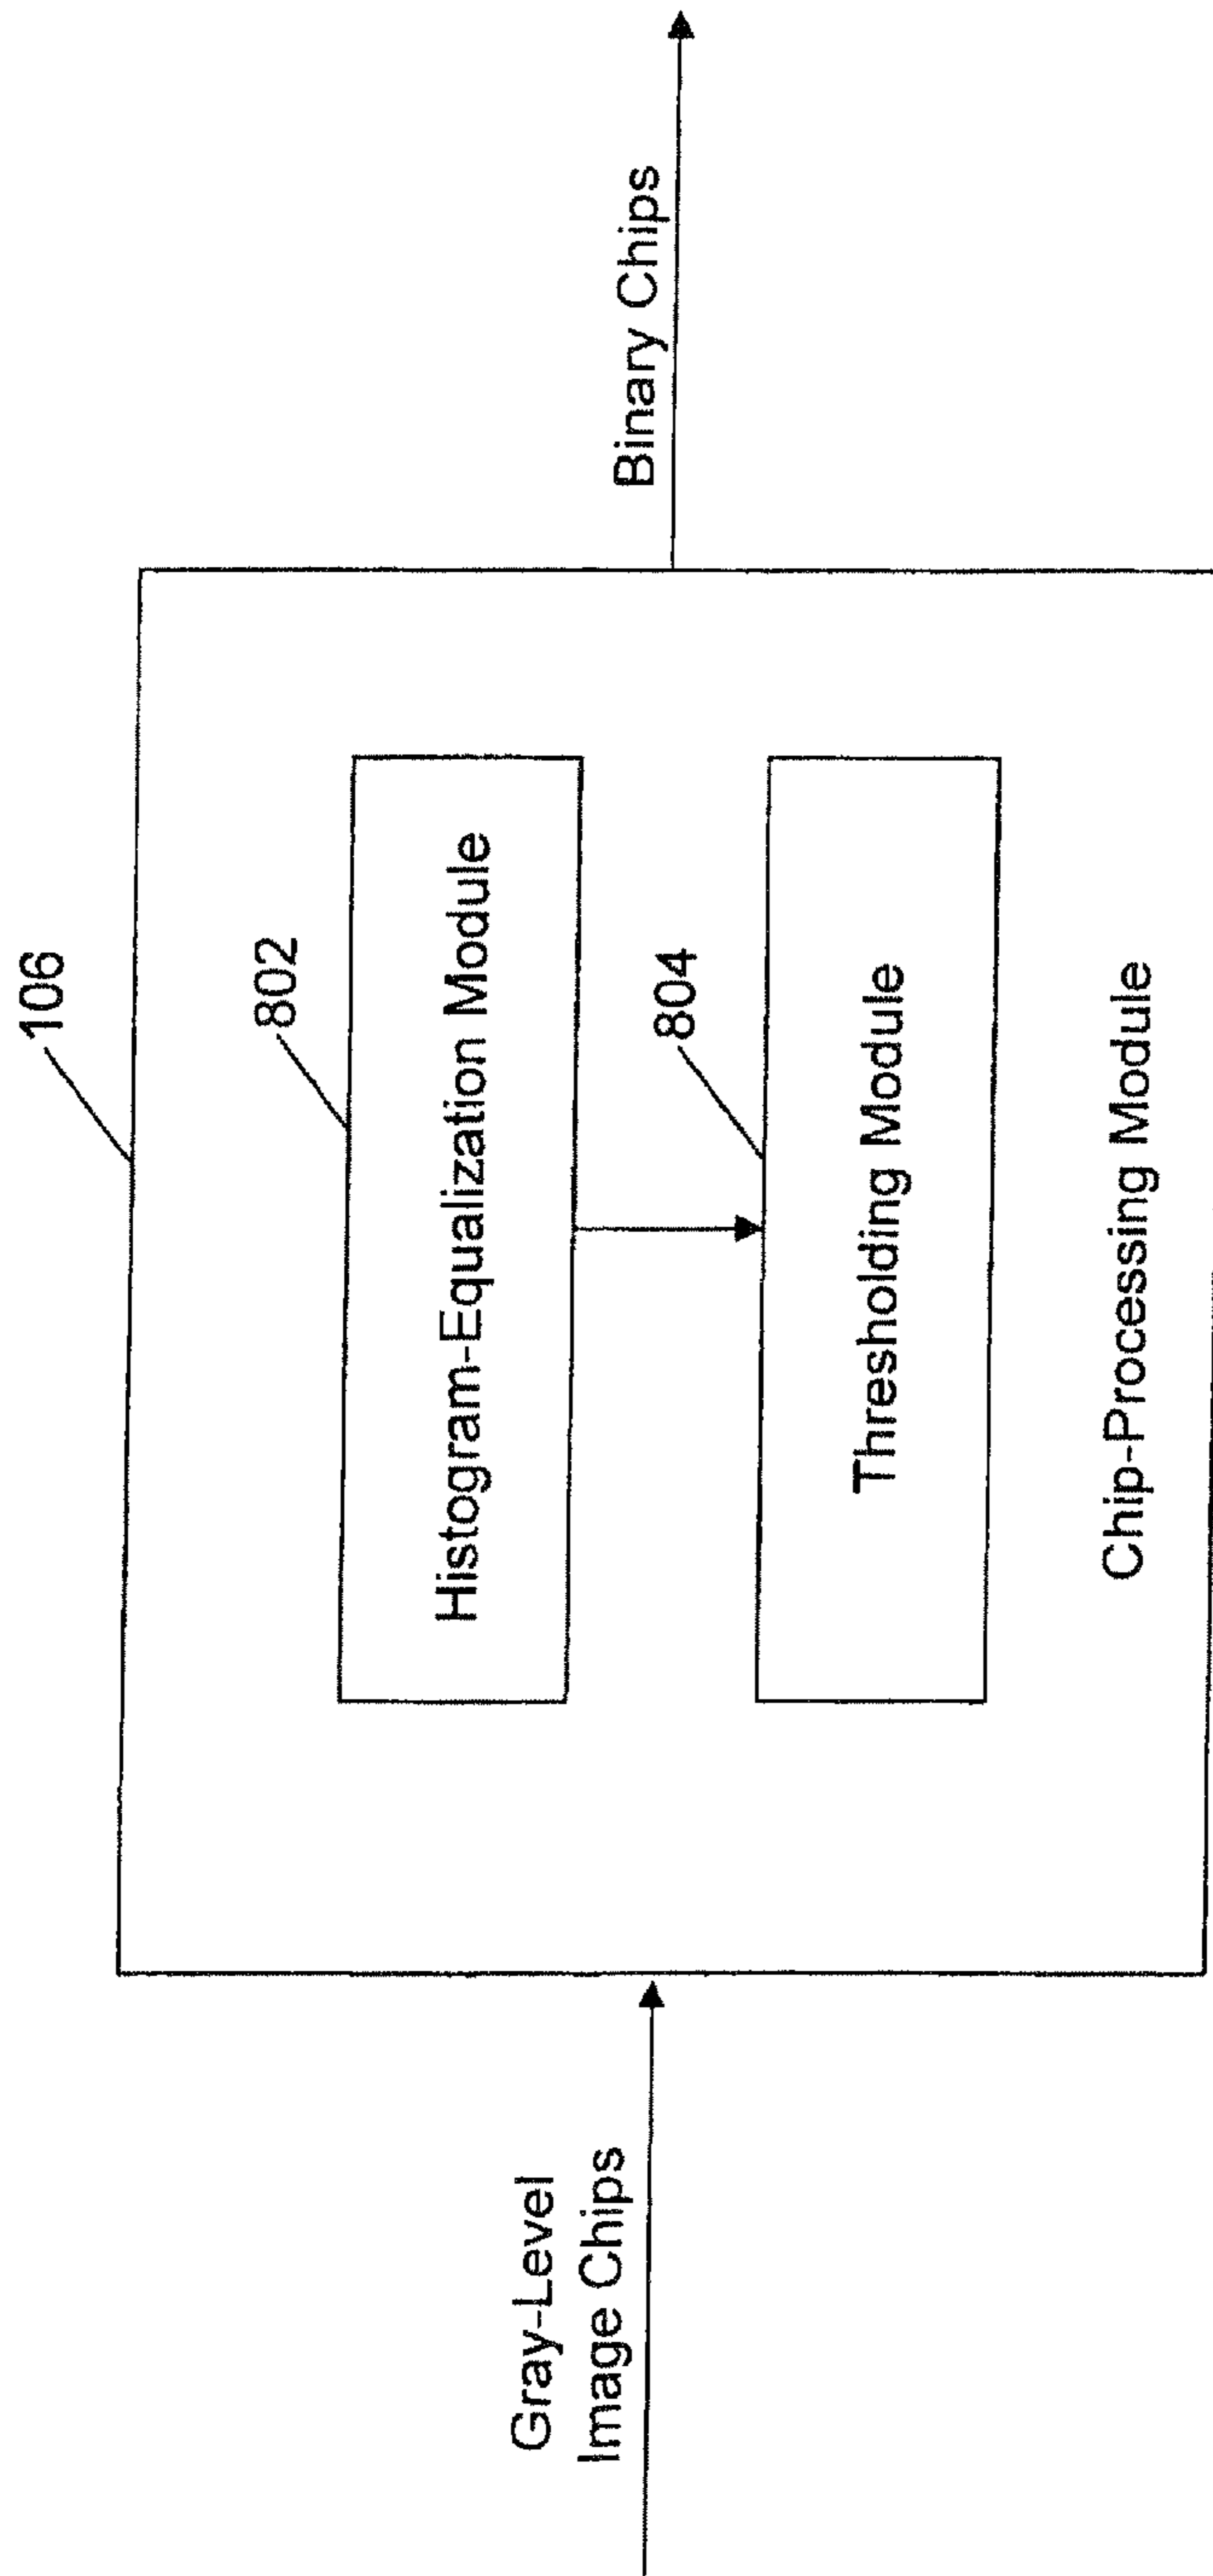 106
802
Histogram-Equalization Module
804
Thresholding Module
Chip-Processing Module
Gray-Level
Image Chips
Binary Chips